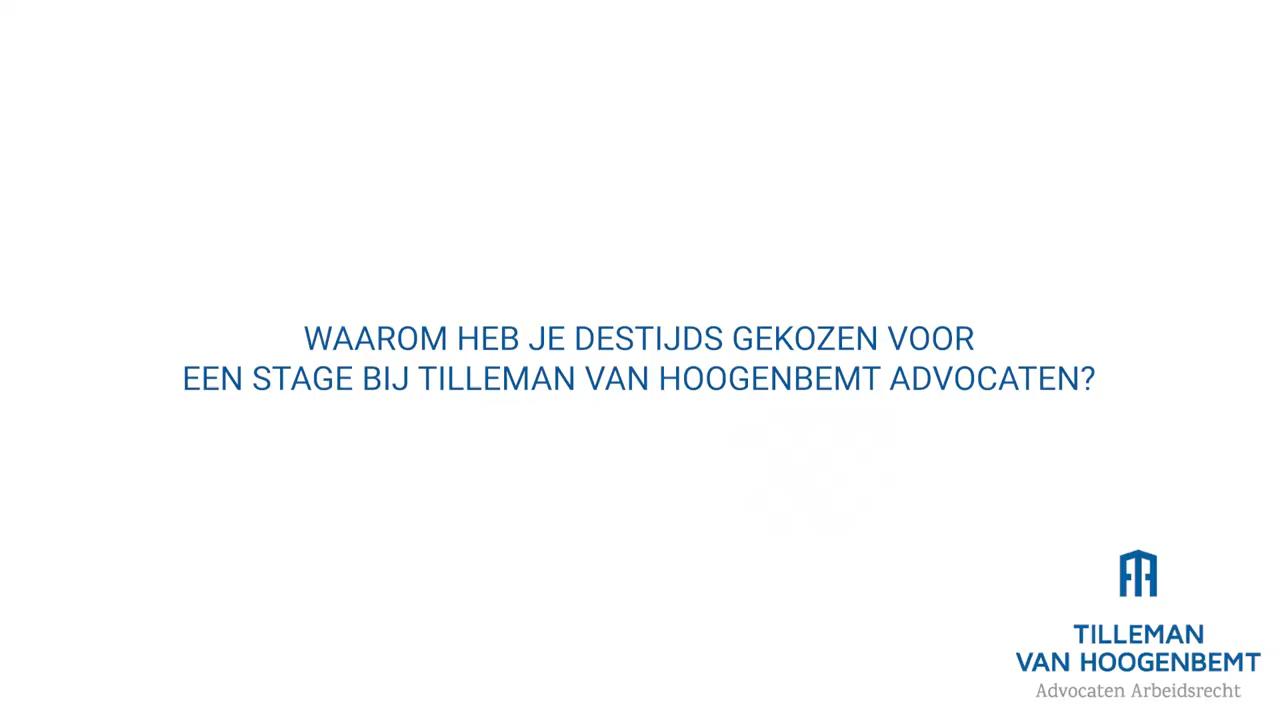 WAAROM HEB JE DESTIJDS GEKOZEN VOOR
EEN STAGE BIJ TILLEMAN VAN HOOGENBEMT ADVOCATEN?
TILLEMAN
VAN HOOGENBEMT
Advocaten Arbeidsrecht